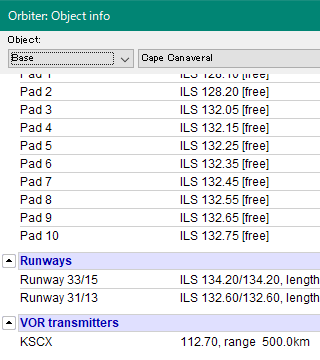 Orbiter: Object info
Object:
Base Cape Canaveral
Pad 1 ILS 128.10 [free]
Pad 2 ILS 128.20 [free]
Pad 3 ILS 132.05 [free]
Pad 4 ILS 132.15 [free]
Pad 5 ILS 132.25 [free]
Pad 6 ILS 132.35 [free]
Pad 7 ILS 132.45 [free]
Pad 8 ILS 132.55 [free]
Pad 9 ILS 132.65 [free]
Pad 10 ILS 132.75 [free]
Runways
Runway 33/15 ILS 134.20/134.20, length
Runway 31/13 ILS 132.60/132.60, length
VOR transmitters
KSCX 112.70, range 500.0km